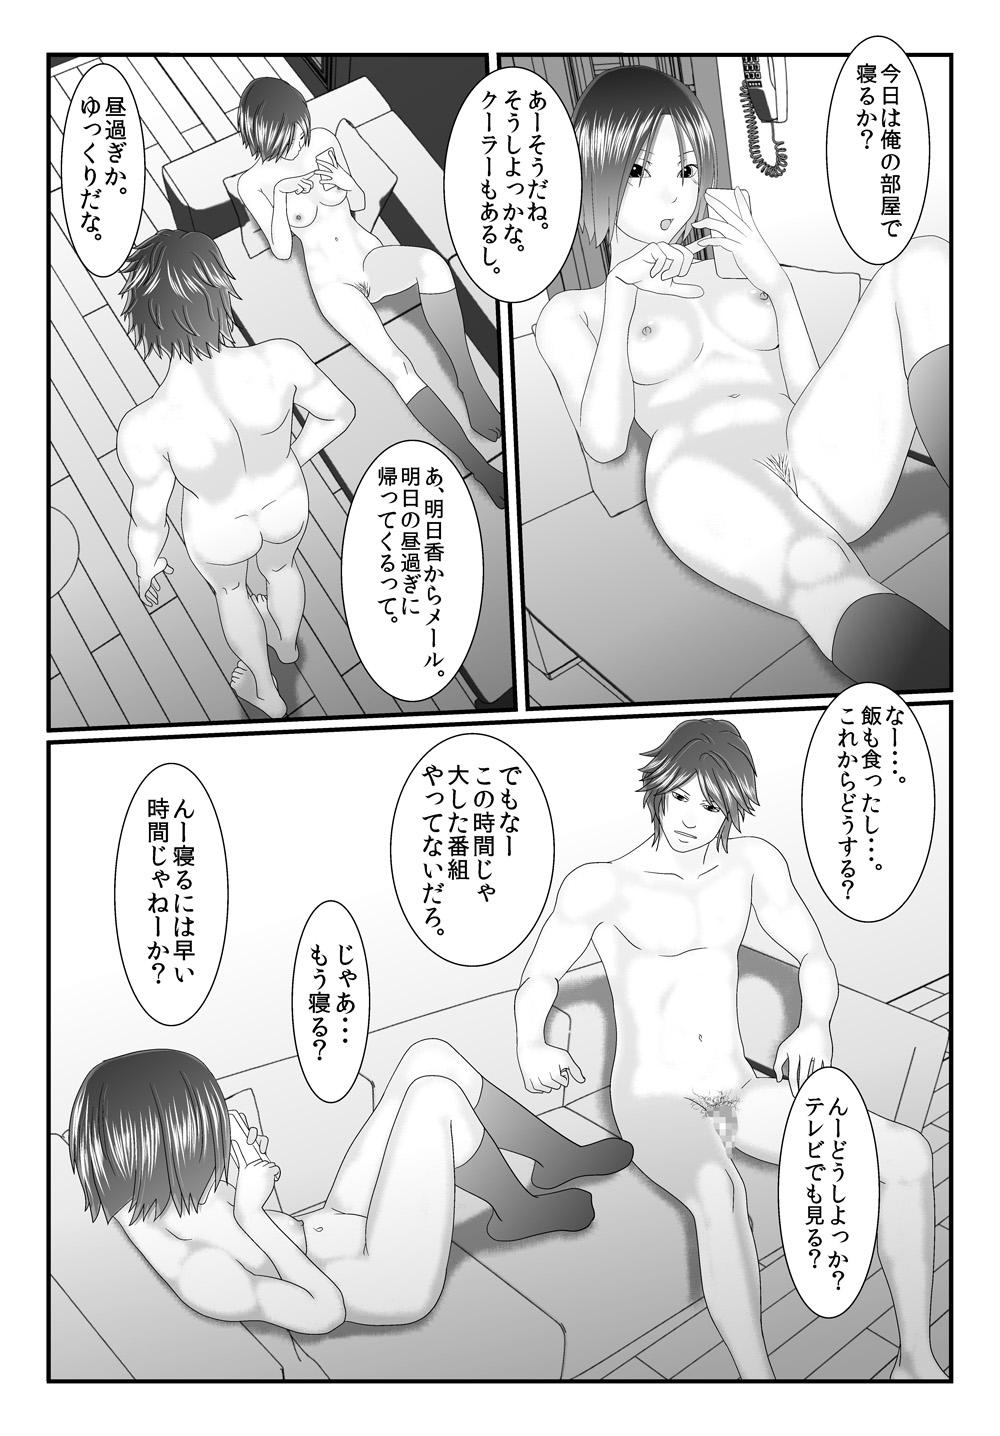 今日は俺の部屋で
寝るか?
あーそうだね。
そうしよっかな。
クーラーもあるし。
あ、明日香からメール。
明日の昼過ぎに
帰ってくるって。
昼過ぎか。
ゆっくりだな。
なー・・・。
飯も食ったし・・・。
これからどうする?
んーどうしよっか?
テレビでも見る?
でもなー
この時間じゃ
大した番組
やってないだろ。
じゃあ・・・
もう寝る?
んー寝るには早い
時間じゃねーか?